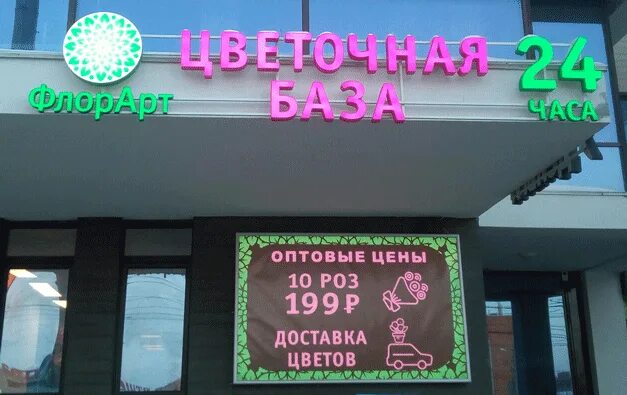 ФлорАрт
ЦВЕТОЧНАЯ
БАЗА
24
ЧАСА
ОПТОВЫЕ ЦЕНЫ
10 РОЗ
199₽
ДОСТАВКА
ЦВЕТОВ